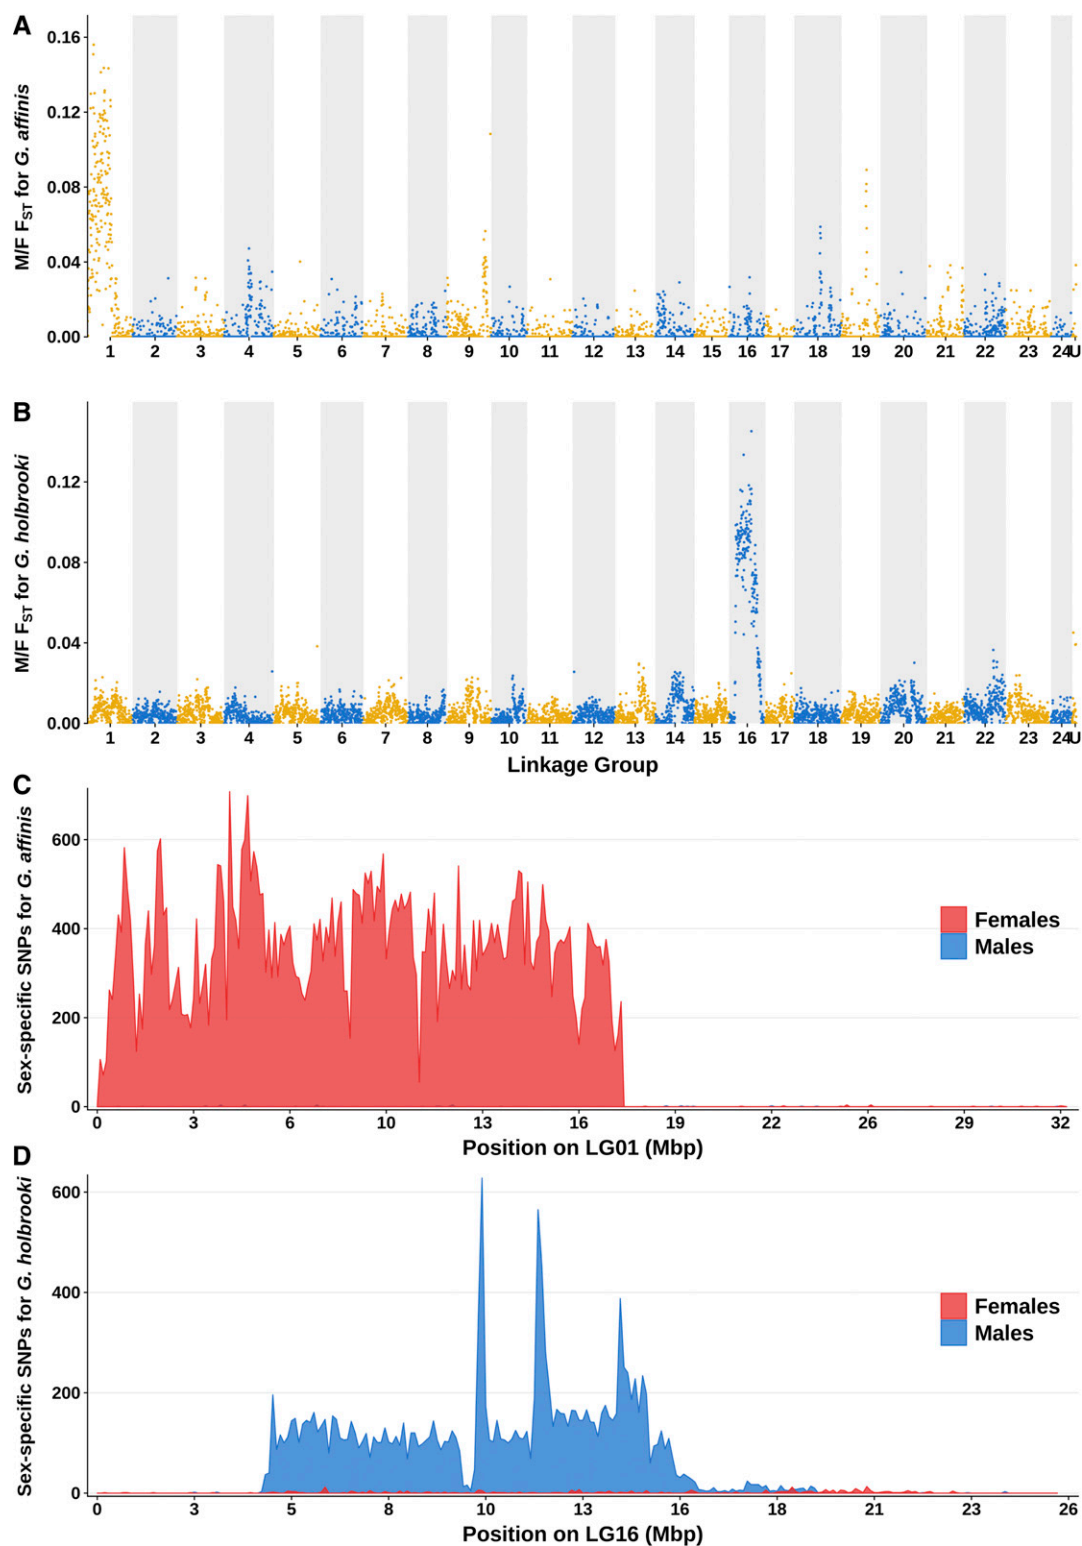 A
M/F FST for G. affinis
0.16
0.12
0.08
0.04
0.00
1 2 3 4 5 6 7 8 9 10 11 12 13 14 15 16 17 18 19 20 21 22 23 24 U
B
M/F FST for G. holbrooki
0.12
0.08
0.04
0.00
1 2 3 4 5 6 7 8 9 10 11 12 13 14 15 16 17 18 19 20 21 22 23 24 U
Linkage Group
C
Sex-specific SNPs for G. affinis
600
400
200
0
Females
Males
0 3 6 10 13 16 19 22 29 32
Position on LG01 (Mbp)
D
Sex-specific SNPs for G. holbrooki
600
400
200
0
Females
Males
0 3 5 8 10 13 16 18 21 23 26
Position on LG16 (Mbp)